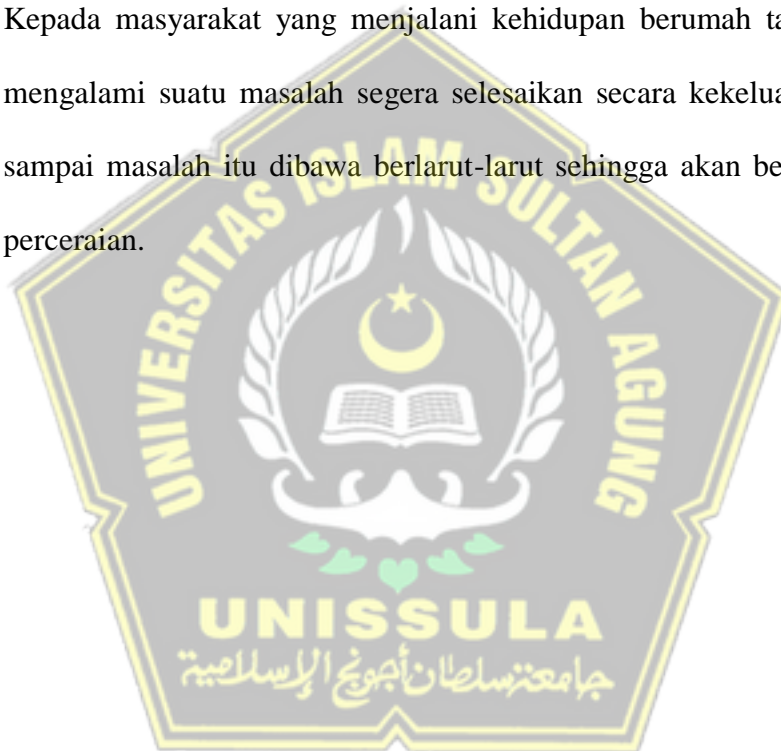 Kepada masyarakat yang menjalani kehidupan berumah ta
mengalami suatu masalah segera selesaikan secara kekelua
sampai masalah itu dibawa berlarut-larut sehingga akan be
perceraian.
UNIVERSITAS ISLAM SULTAN AGUNG
UNISSULA
جامعة سلطان أجونج الإسلامية